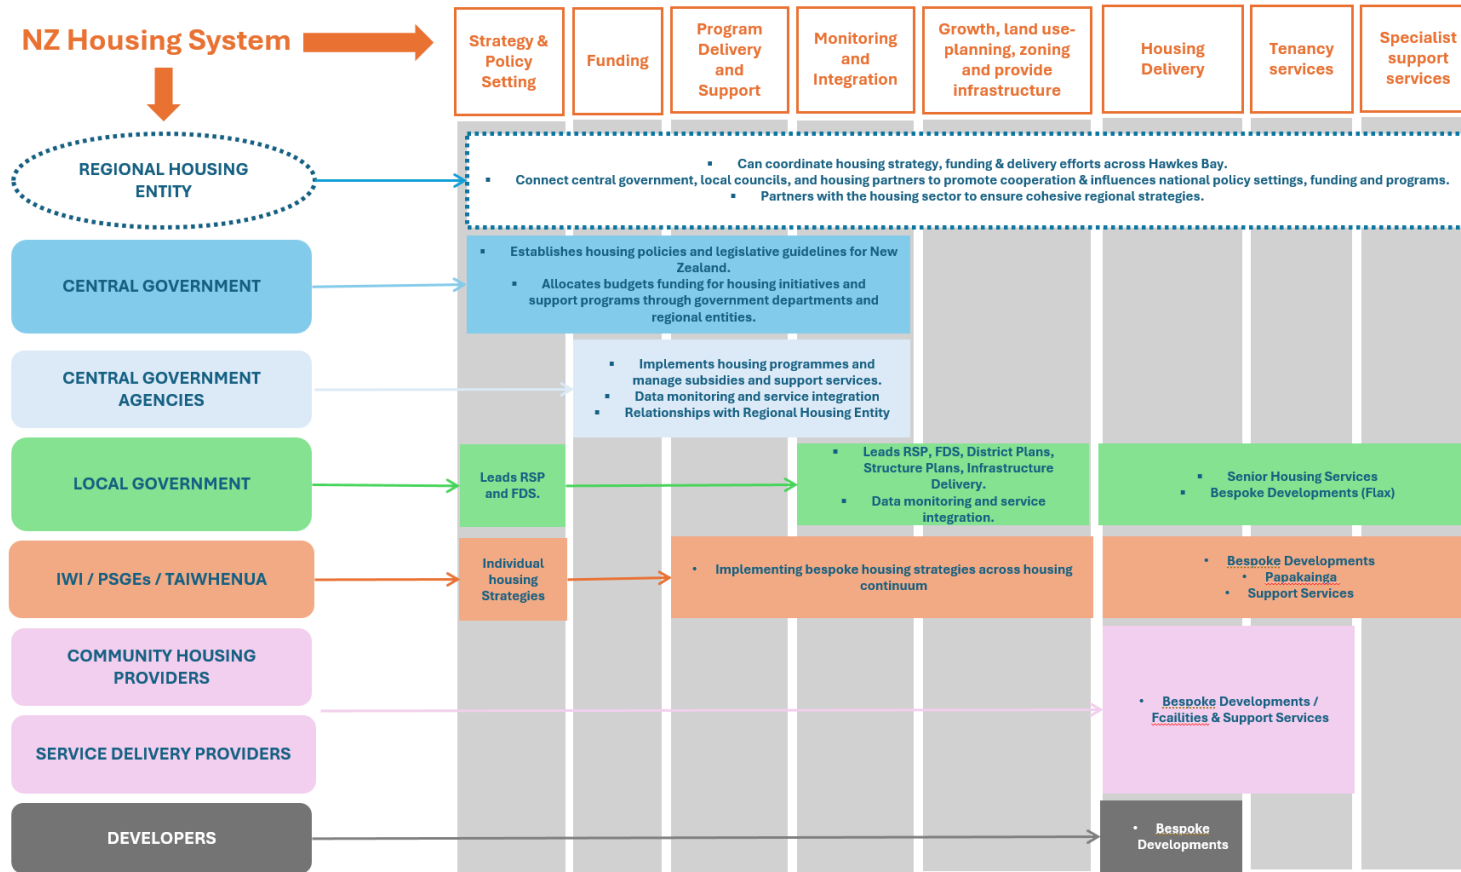 NZ Housing System
Strategy &
Policy
Setting
Funding
Program
Delivery
and
Support
Monitoring
and
Integration
Growth, land use-
planning, zoning
and provide
infrastructure
Housing
Delivery
Tenancy
services
Specialist
support
services
REGIONAL HOUSING
ENTITY
▪ Can coordinate housing strategy, funding & delivery efforts across Hawkes Bay.
▪ Connect central government, local councils, and housing partners to promote cooperation & influences national policy settings, funding and programs.
▪ Partners with the housing sector to ensure cohesive regional strategies.
CENTRAL GOVERNMENT
▪ Establishes housing policies and legislative guidelines for New
Zealand.
▪ Allocates budgets funding for housing initiatives and
support programs through government departments and
regional entities.
CENTRAL GOVERNMENT
AGENCIES
▪ Implements housing programmes and
manage subsidies and support services.
▪ Data monitoring and service integration
▪ Relationships with Regional Housing Entity
LOCAL GOVERNMENT
Leads RSP
and FDS.
▪ Leads RSP, FDS, District Plans,
Structure Plans, Infrastructure
Delivery.
▪ Data monitoring and service
integration.
▪ Senior Housing Services
▪ Bespoke Developments (Flax)
IWI / PSGEs / TAIWHENUA
Individual
housing
Strategies
• Implementing bespoke housing strategies across housing
continuum
• Bespoke Developments
• Papakainga
• Support Services
COMMUNITY HOUSING
PROVIDERS
SERVICE DELIVERY PROVIDERS
• Bespoke Developments /
Fcailities & Support Services
DEVELOPERS
• Bespoke
Developments